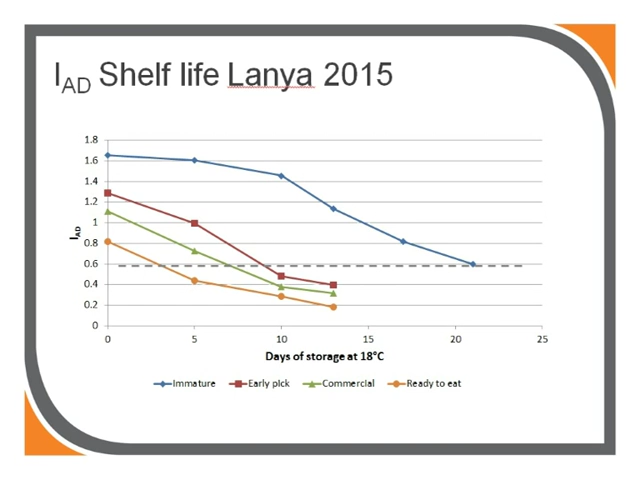 I_AD Shelf life Lanya 2015
1.8
1.6
1.4
1.2
1
0.8
0.6
0.4
0.2
0
I_AD
0 5 10 15 20 25
Days of storage at 18°C
Immature Early pick Commercial Ready to eat